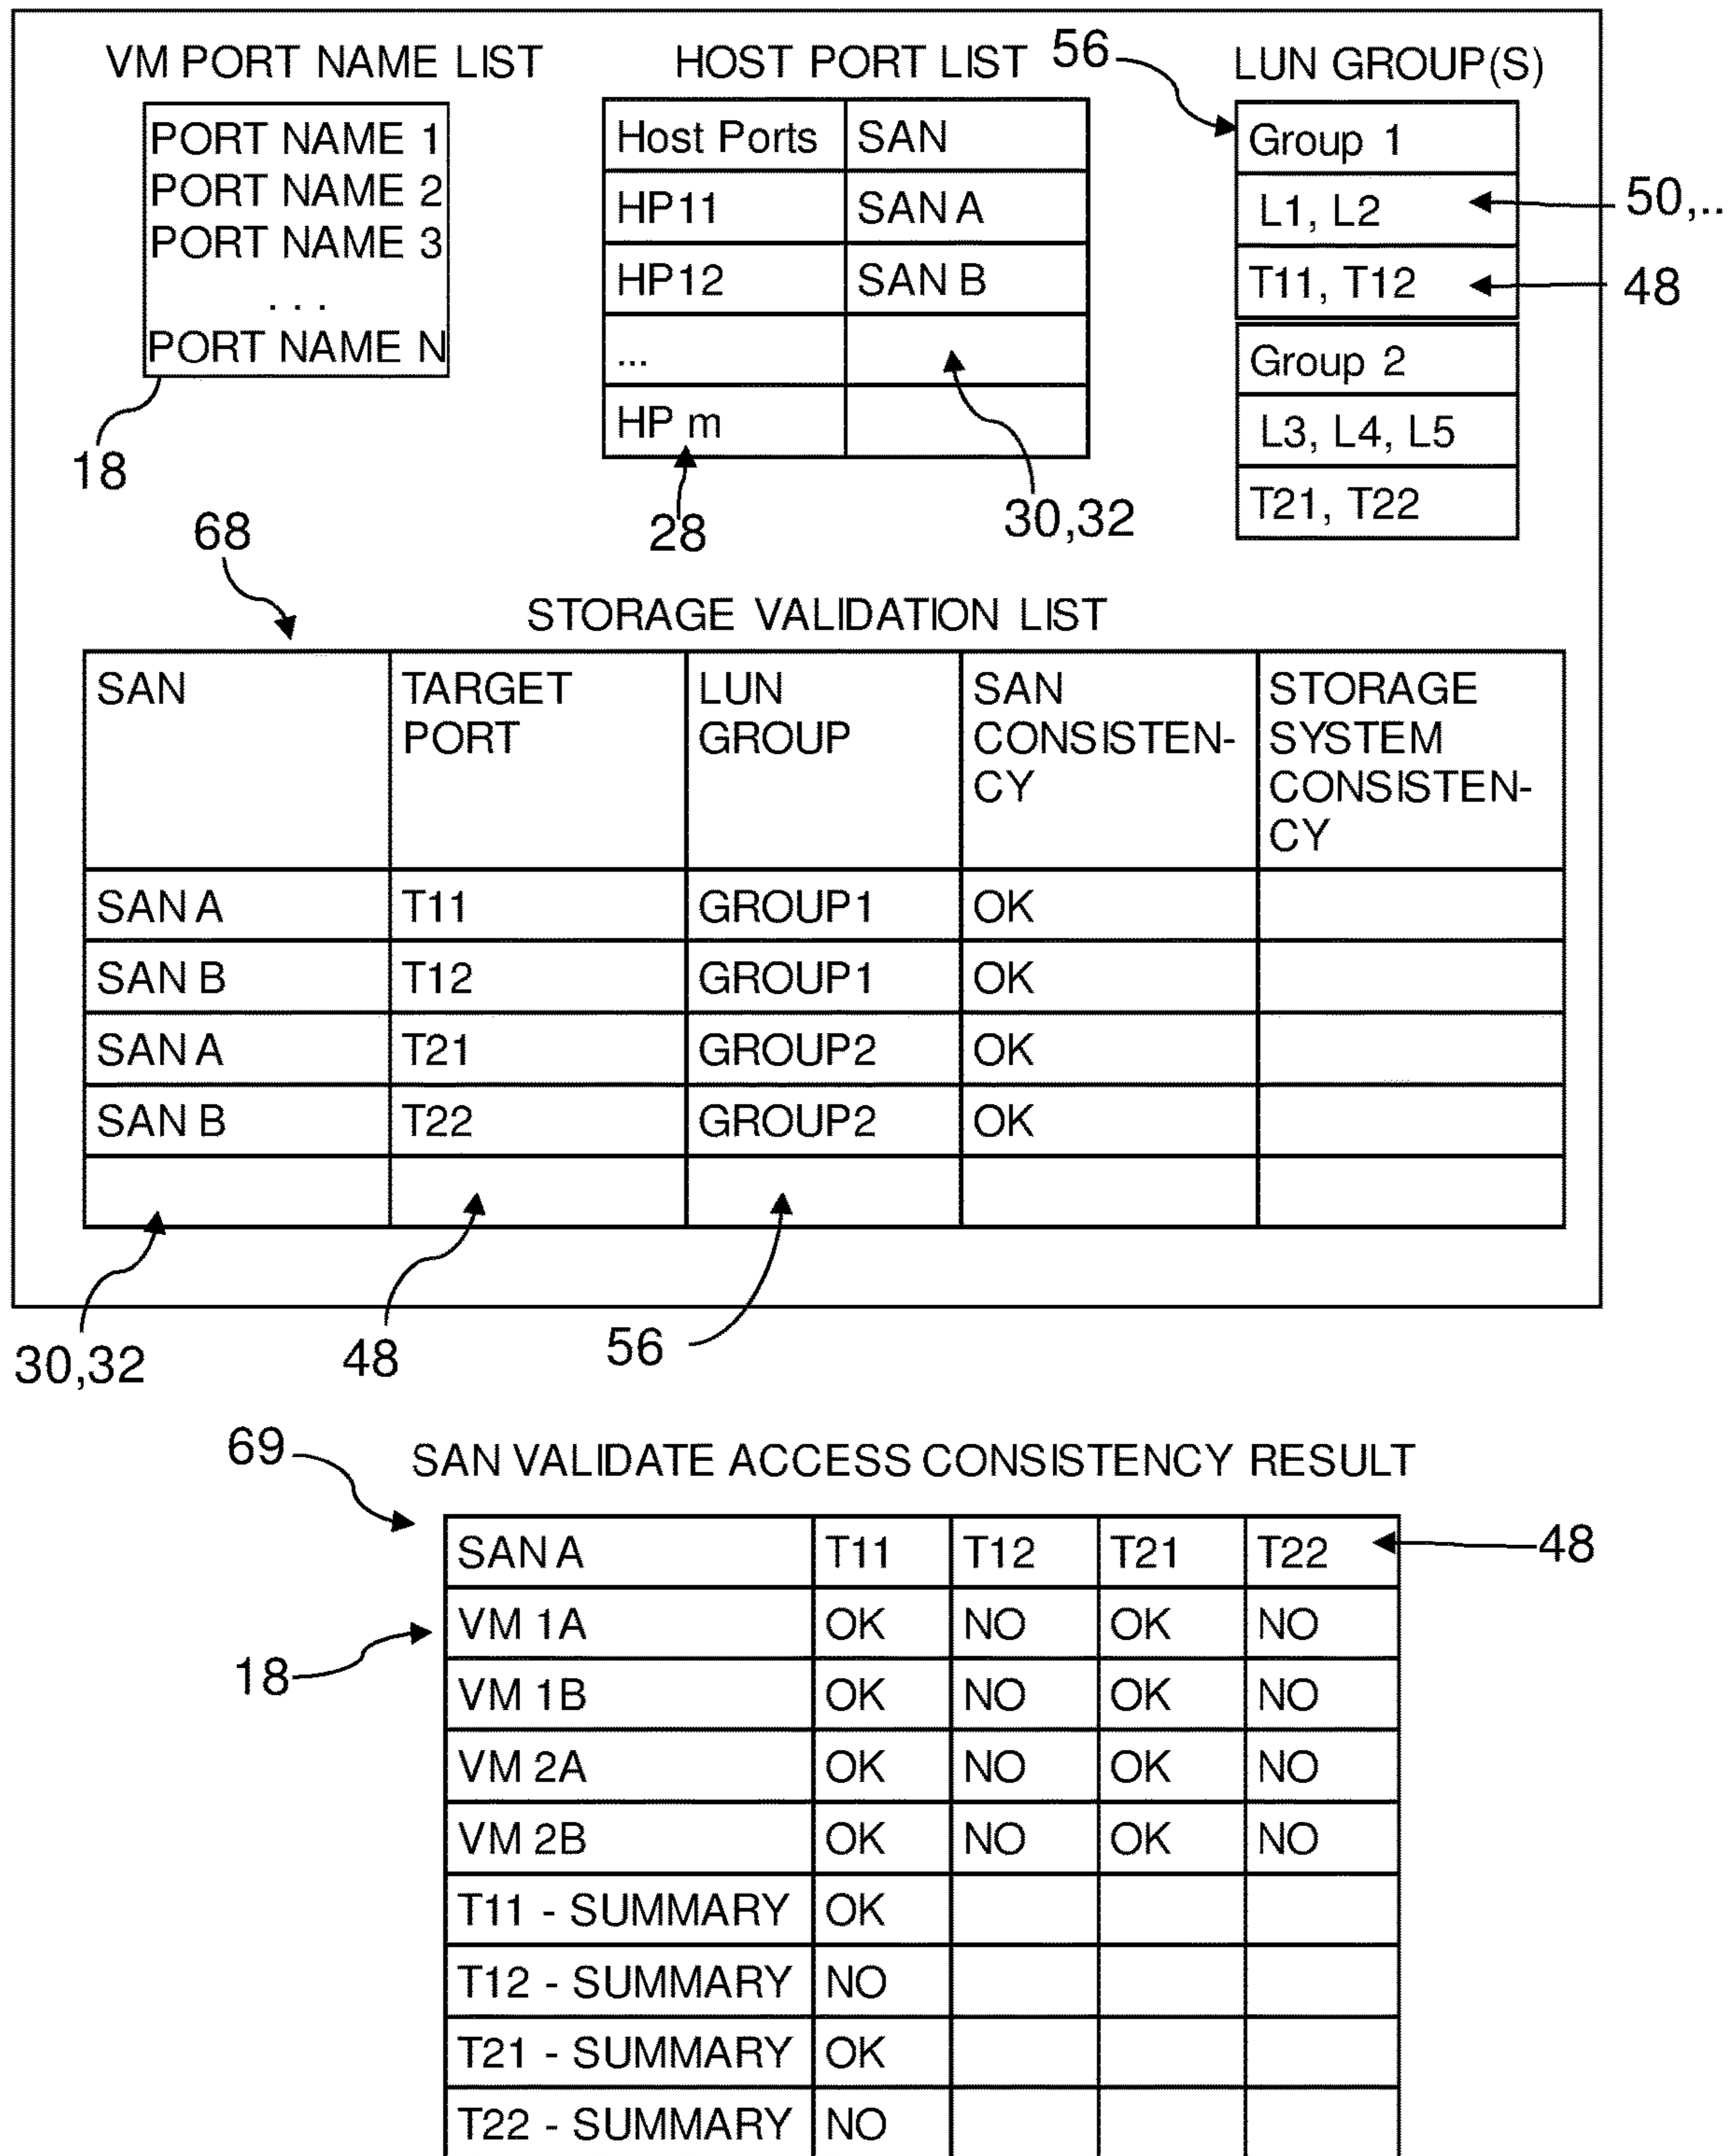 VM PORT NAME LIST
PORT NAME 1
PORT NAME 2
PORT NAME 3
. . .
PORT NAME N
18
HOST PORT LIST
Host Ports SAN
HP11 SAN A
HP12 SAN B
...
HP m
28
30,32
56
LUN GROUP(S)
Group 1
L1, L2
50,..
T11, T12
48
Group 2
L3, L4, L5
T21, T22
68
STORAGE VALIDATION LIST
SAN TARGET LUN SAN STORAGE
PORT GROUP CONSISTEN- SYSTEM
CY CONSISTEN-
CY
SAN A T11 GROUP1 OK
SAN B T12 GROUP1 OK
SAN A T21 GROUP2 OK
SAN B T22 GROUP2 OK
30,32 48 56
69
SAN VALIDATE ACCESS CONSISTENCY RESULT
SAN A T11 T12 T21 T22
48
VM 1A OK NO OK NO
18
VM 1B OK NO OK NO
VM 2A OK NO OK NO
VM 2B OK NO OK NO
T11 - SUMMARY OK
T12 - SUMMARY NO
T21 - SUMMARY OK
T22 - SUMMARY NO